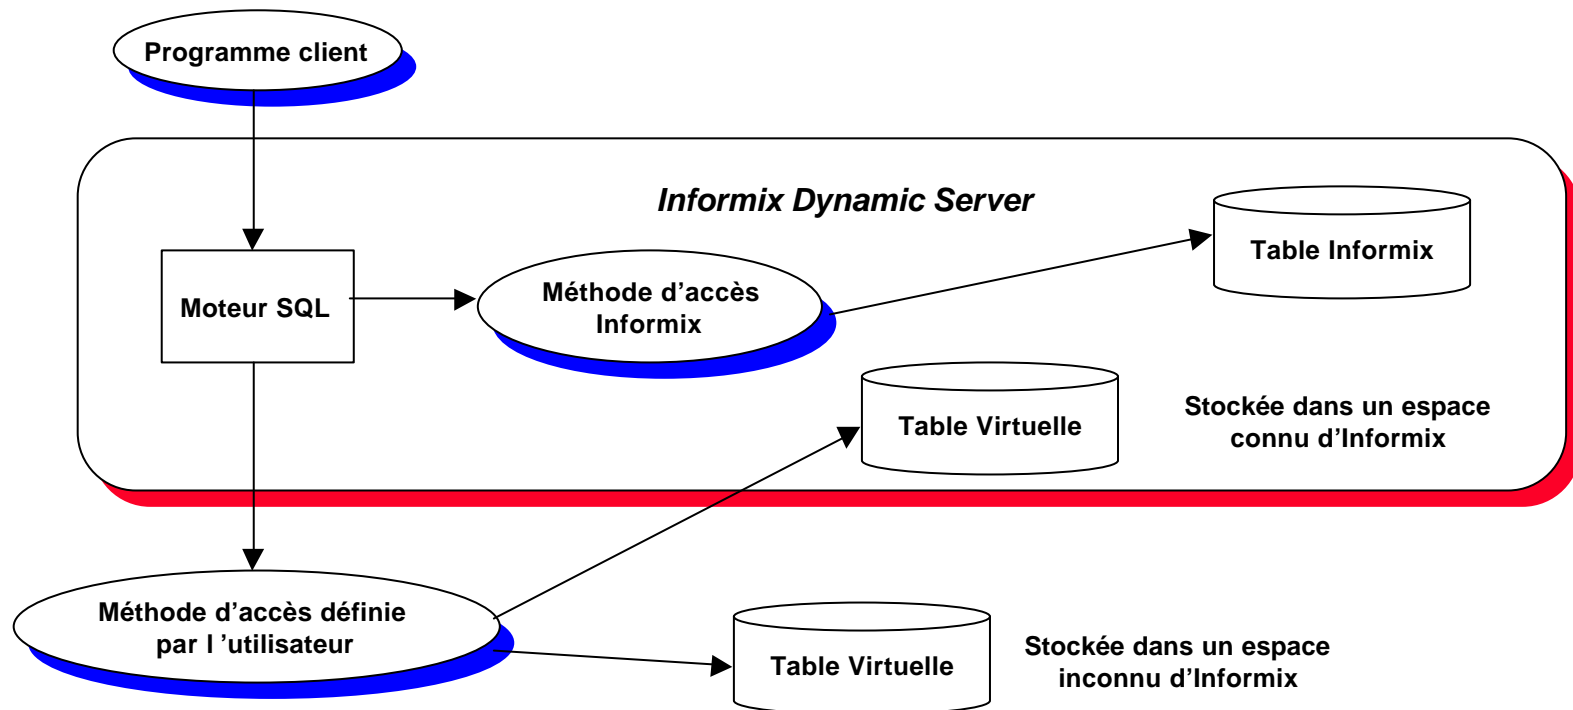 Programme client
Informix Dynamic Server
Table Informix
Moteur SQL
Méthode d'accès
Informix
Table Virtuelle
Stockée dans un espace
connu d'Informix
Méthode d'accès définie
par l 'utilisateur
Table Virtuelle
Stockée dans un espace
inconnu d'Informix